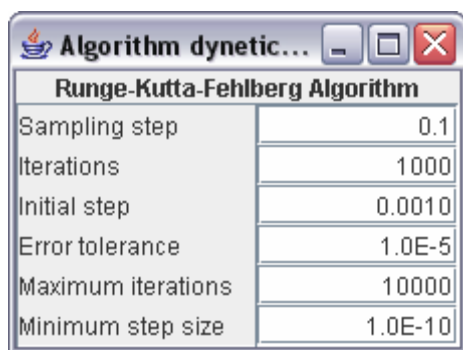 Algorithm dynetic...
Runge-Kutta-Fehlberg Algorithm
Sampling step 0.1
Iterations 1000
Initial step 0.0010
Error tolerance 1.0E-5
Maximum iterations 10000
Minimum step size 1.0E-10